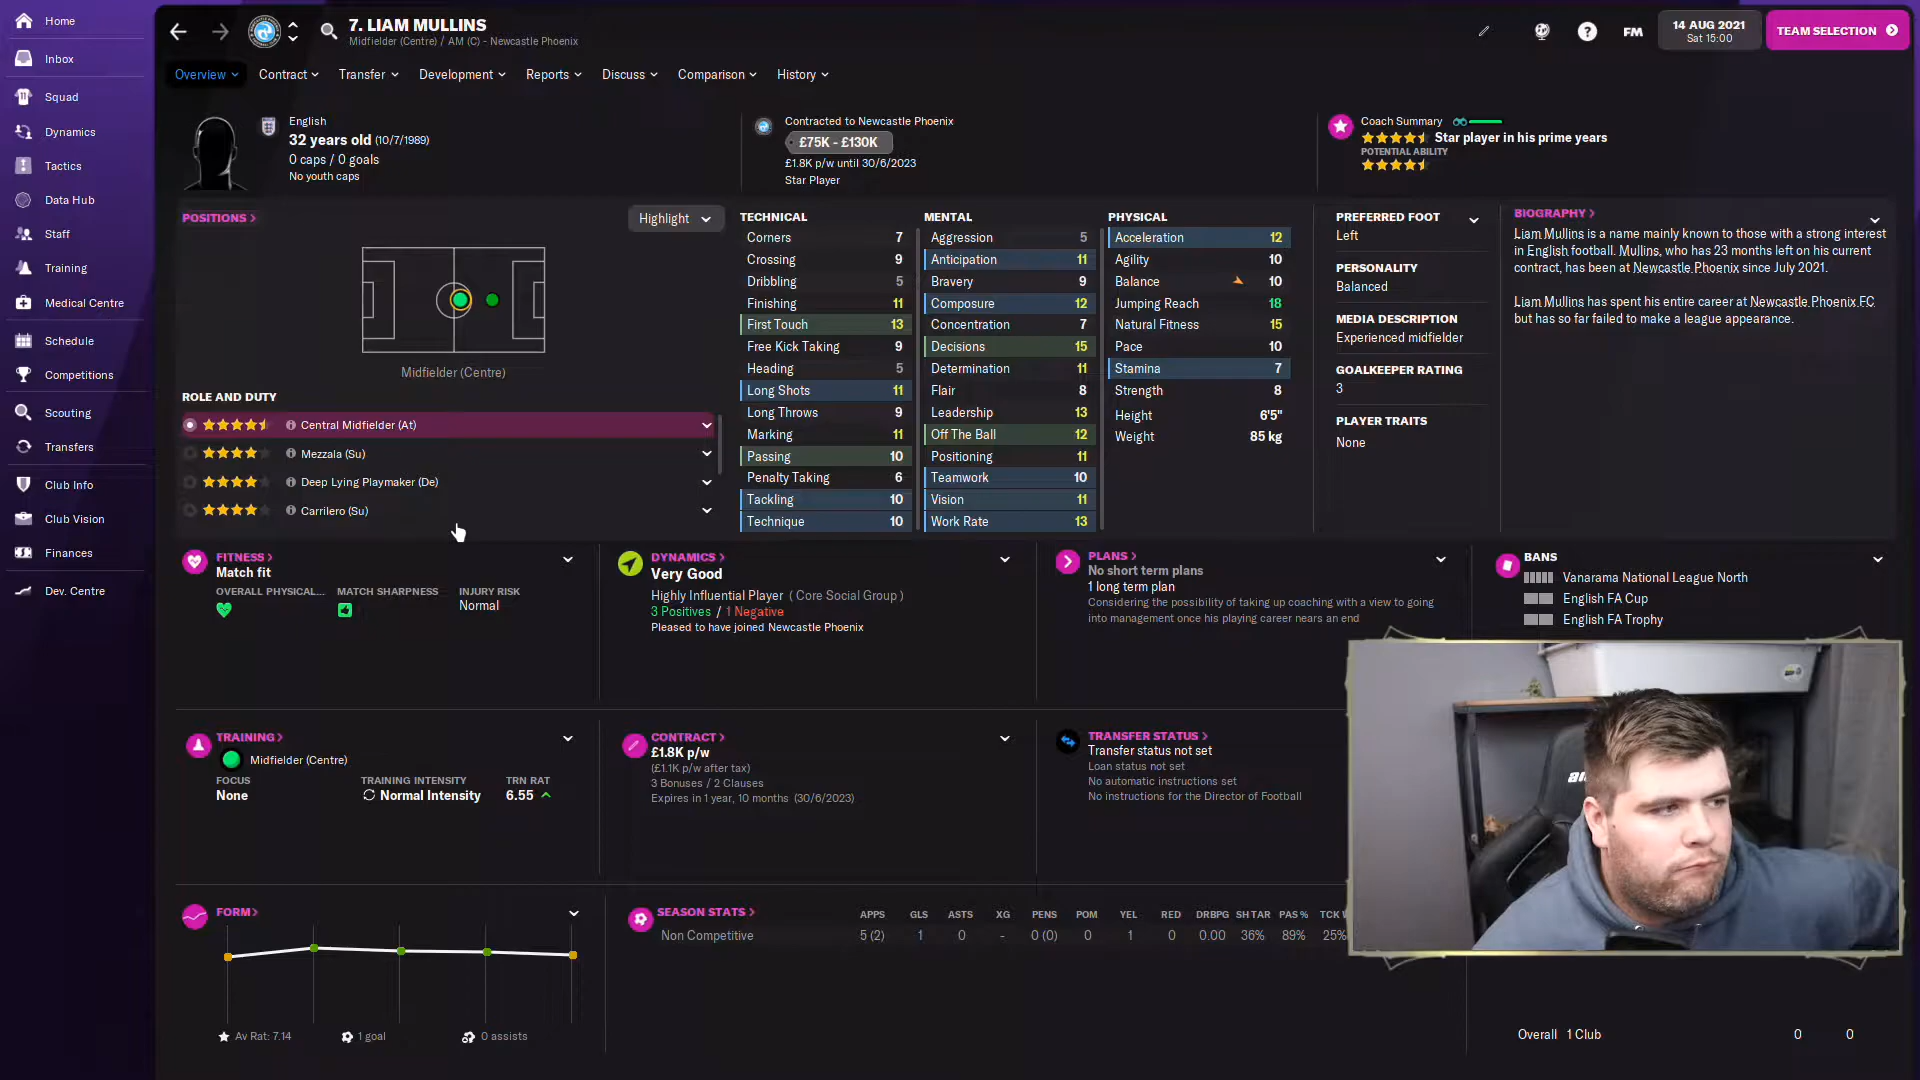 Home
Inbox
Squad
Dynamics
Tactics
Data Hub
Staff
Training
Medical Centre
Schedule
Competitions
Scouting
Transfers
Club Info
Club Vision
Finances
Dev. Centre
7. LIAM MULLINS
Midfielder (Centre) / AM (C) - Newcastle Phoenix
FM
14 AUG 2021
Sat 15:00
TEAM SELECTION
Overview
Contract
Transfer
Development
Reports
Discuss
Comparison
History
English
32 years old (10/7/1989)
0 caps / 0 goals
No youth caps
Contracted to Newcastle Phoenix
£75K - £130K
£1.8K p/w until 30/6/2023
Star Player
Coach Summary
Star player in his prime years
POTENTIAL ABILITY
POSITIONS >
Highlight
Midfielder (Centre)
ROLE AND DUTY
Central Midfielder (At)
Mezzala (Su)
Deep Lying Playmaker (De)
Carrilero (Su)
TECHNICAL
Corners 7
Crossing 9
Dribbling 5
Finishing 11
First Touch 13
Free Kick Taking 9
Heading 5
Long Shots 11
Long Throws 9
Marking 11
Passing 10
Penalty Taking 6
Tackling 10
Technique 10
MENTAL
Aggression 5
Anticipation 11
Bravery 9
Composure 12
Concentration 7
Decisions 15
Determination 11
Flair 8
Leadership 13
Off The Ball 12
Positioning 11
Teamwork 10
Vision 11
Work Rate 13
PHYSICAL
Acceleration 12
Agility 10
Balance 10
Jumping Reach 18
Natural Fitness 15
Pace 10
Stamina 7
Strength 8
Height 6'5"
Weight 85 kg
PREFERRED FOOT
Left
PERSONALITY
Balanced
MEDIA DESCRIPTION
Experienced midfielder
GOALKEEPER RATING
3
PLAYER TRAITS
None
BIOGRAPHY >
Liam Mullins is a name mainly known to those with a strong interest
in English football. Mullins, who has 23 months left on his current
contract, has been at Newcastle Phoenix since July 2021.
Liam Mullins has spent his entire career at Newcastle Phoenix FC
but has so far failed to make a league appearance.
FITNESS >
Match fit
OVERALL PHYSICAL... MATCH SHARPNESS INJURY RISK
Normal
DYNAMICS >
Very Good
Highly Influential Player ( Core Social Group )
3 Positives / 1 Negative
Pleased to have joined Newcastle Phoenix
PLANS >
No short term plans
1 long term plan
Considering the possibility of taking up coaching with a view to going
into management once his playing career nears an end
BANS
Vanarama National League North
English FA Cup
English FA Trophy
TRAINING >
Midfielder (Centre)
FOCUS TRAINING INTENSITY TRN RAT
None Normal Intensity 6.55
CONTRACT >
£1.8K p/w
(£1.1K p/w after tax)
3 Bonuses / 2 Clauses
Expires in 1 year, 10 months (30/6/2023)
TRANSFER STATUS >
Transfer status not set
Loan status not set
No automatic instructions set
No instructions for the Director of Football
FORM >
Av Rat: 7.14 1 goal 0 assists
SEASON STATS > APPS GLS ASTS XG PENS POM YEL RED DRBPG SH TAR PAS % TCK
Non Competitive 5 (2) 1 0 - 0 (0) 0 1 0 0.00 36% 89% 25%
Overall 1 Club 0 0